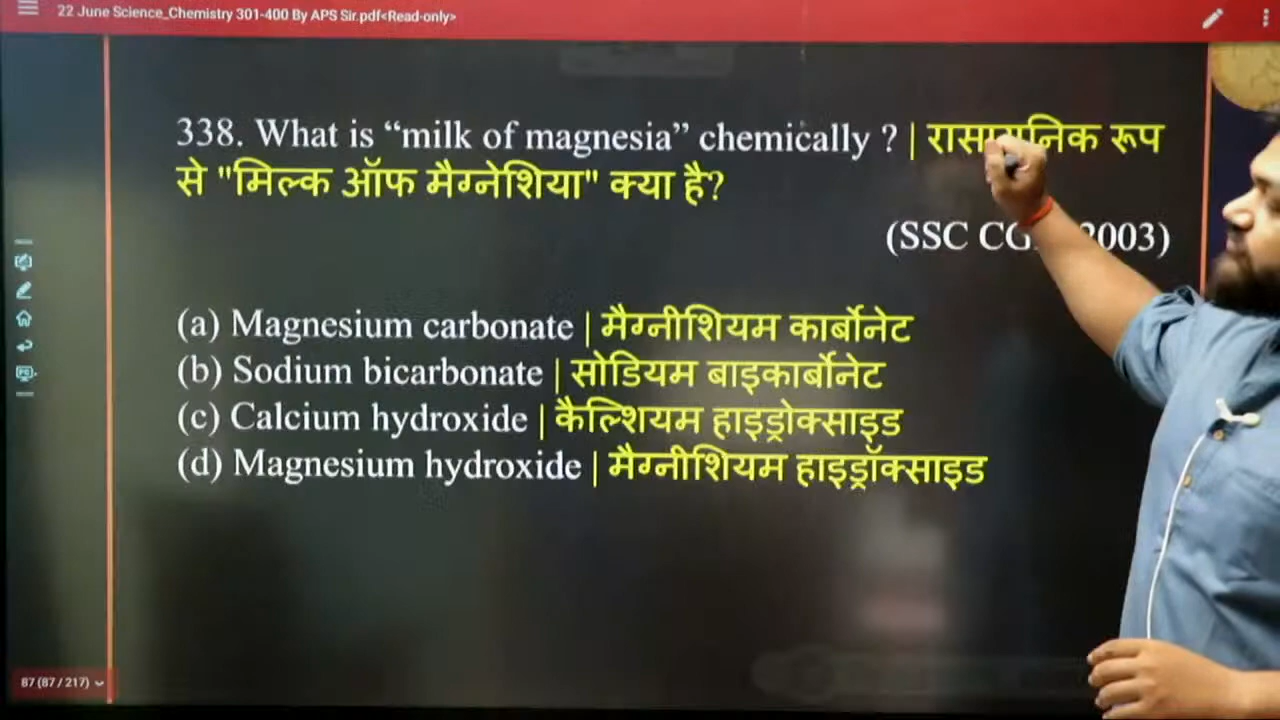 22 June Science_Chemistry 301-400 By APS Sir.pdf<Read-only>
338. What is “milk of magnesia” chemically ? | रूप
से "मिल्क ऑफ मैग्नेशिया" क्या है?
(SSC 2003)
(a) Magnesium carbonate | मैग्नीशियम कार्बोनेट
(b) Sodium bicarbonate | सोडियम बाइकार्बोनेट
(c) Calcium hydroxide | कैल्शियम हाइड्रोक्साइड
(d) Magnesium hydroxide | मैग्नीशियम हाइड्रॉक्साइड
87 (87 / 217)